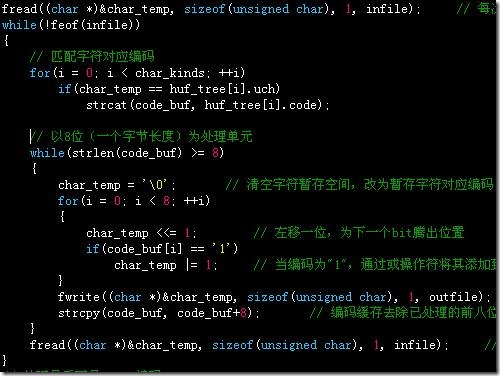 fread((char *)&char_temp, sizeof(unsigned char), 1, infile); // 每
while(!feof(infile))
{
// 匹配字符对应编码
for(i = 0; i < char_kinds; ++i)
if(char_temp == huf_tree[i].uch)
strcat(code_buf, huf_tree[i].code);
// 以8位（一个字节长度）为处理单元
while(strlen(code_buf) >= 8)
{
char_temp = '\0'; // 清空字符暂存空间，改为暂存字符对应编码
for(i = 0; i < 8; ++i)
{
char_temp <<= 1; // 左移一位，为下一个bit腾出位置
if(code_buf[i] == '1')
char_temp |= 1; // 当编码为"1"，通过或操作符将其添加到
}
fwrite((char *)&char_temp, sizeof(unsigned char), 1, outfile);
strcpy(code_buf, code_buf+8); // 编码缓存去除已处理的前八位
}
fread((char *)&char_temp, sizeof(unsigned char), 1, infile); //
}